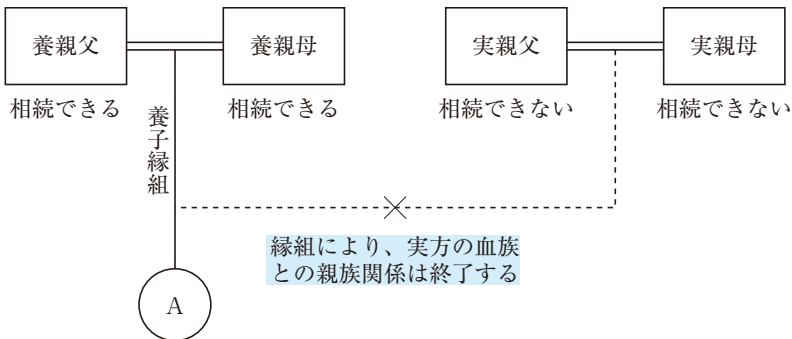 養親父
養親母
実親父
実親母
相続できる
相続できる
相続できない
相続できない
養子縁組
縁組により、実方の血族
との親族関係は終了する
A